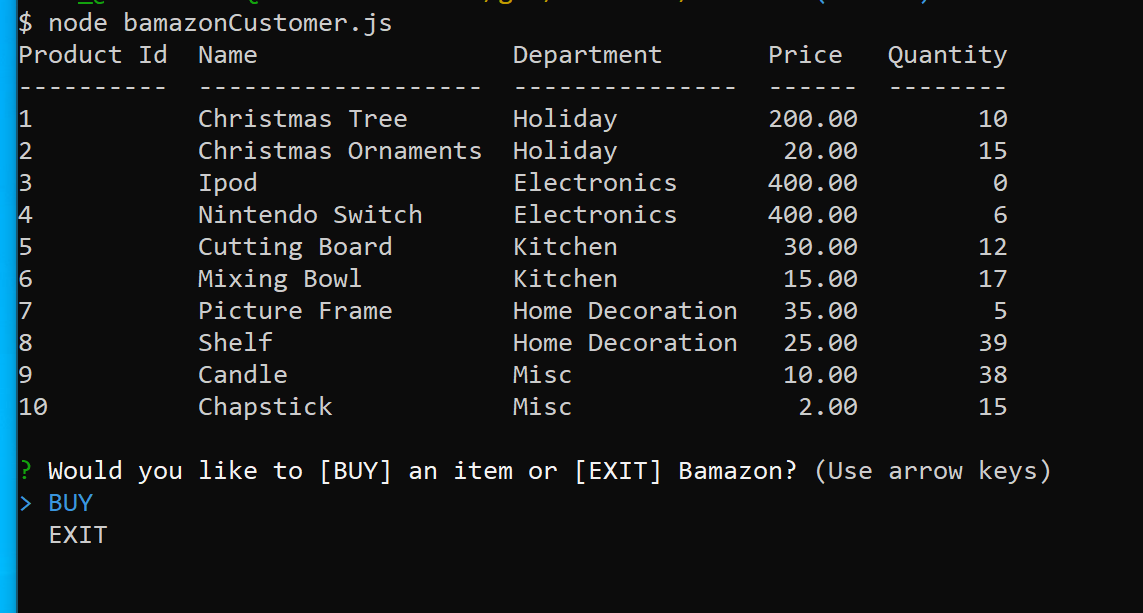 $ node bamazonCustomer.js
Product Id  Name                 Department       Price   Quantity
----------  -------------------  ---------------  ------  --------
1           Christmas Tree       Holiday          200.00        10
2           Christmas Ornaments  Holiday           20.00        15
3           Ipod                 Electronics      400.00         0
4           Nintendo Switch      Electronics      400.00         6
5           Cutting Board        Kitchen           30.00        12
6           Mixing Bowl          Kitchen           15.00        17
7           Picture Frame        Home Decoration   35.00         5
8           Shelf                Home Decoration   25.00        39
9           Candle               Misc              10.00        38
10          Chapstick            Misc               2.00        15
? Would you like to [BUY] an item or [EXIT] Bamazon? (Use arrow keys)
> BUY
  EXIT